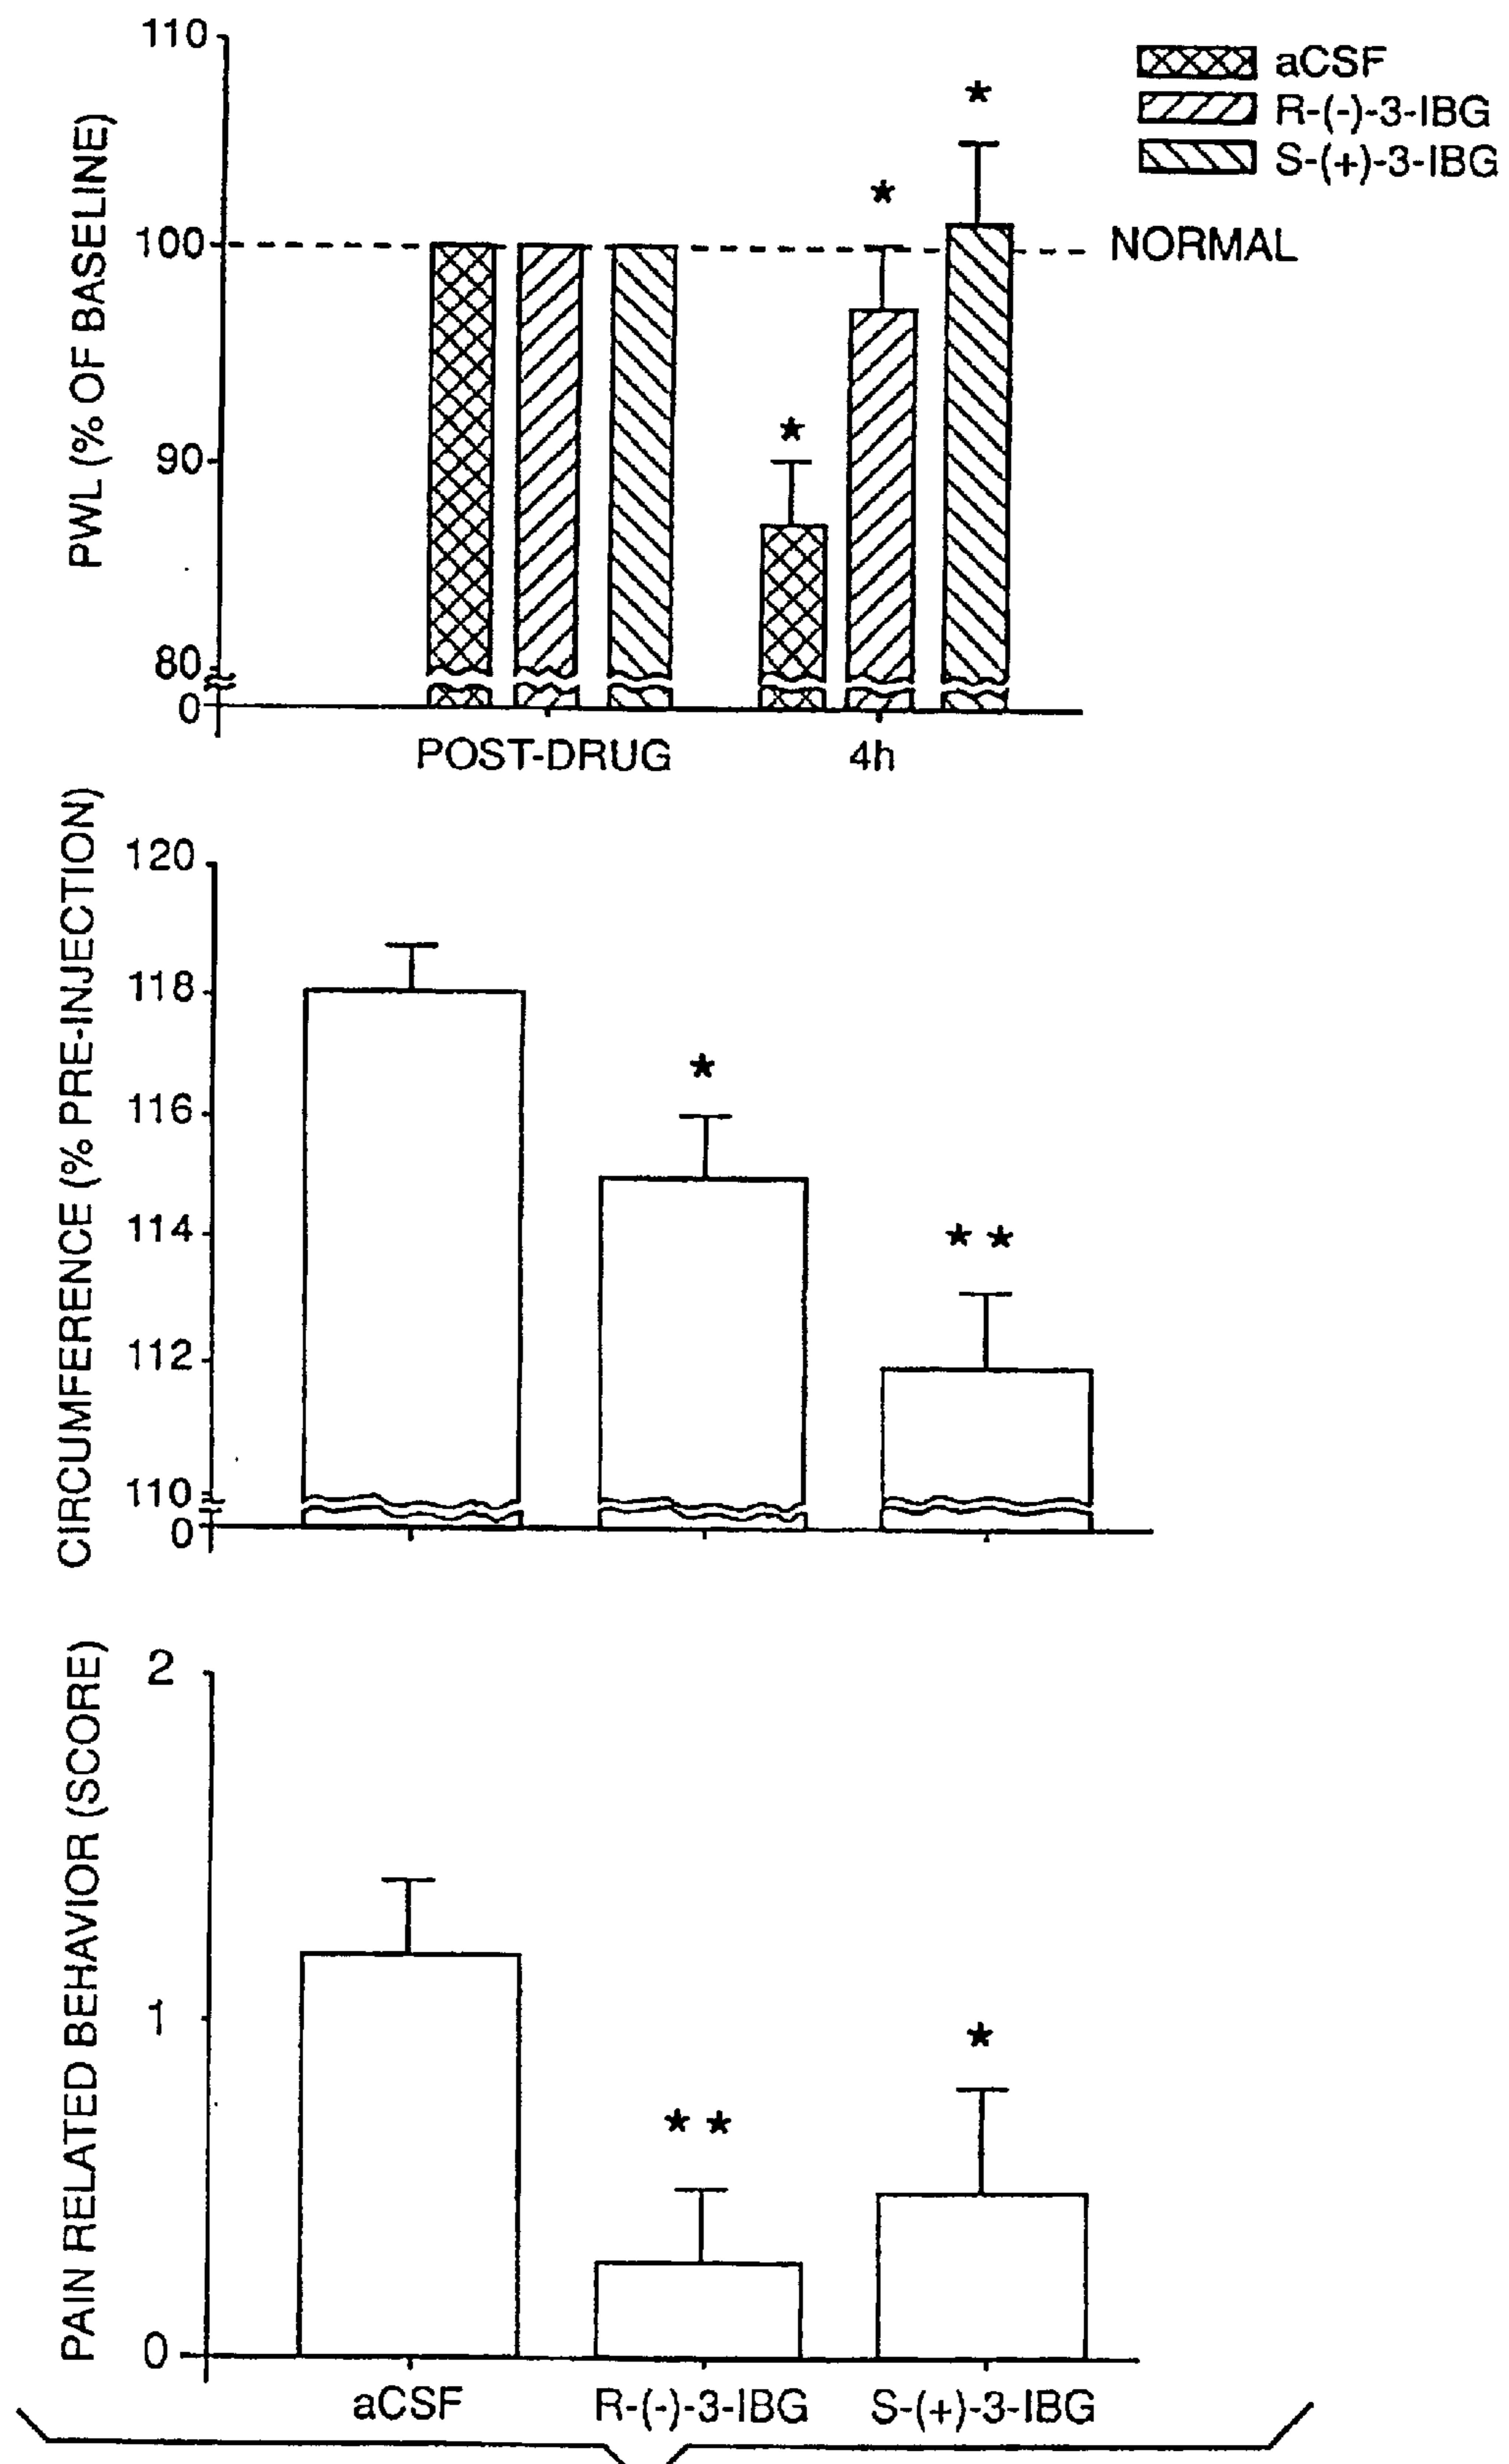 110
aCSF
R-(-)-3-IBG
S-(+)-3-IBG
*
*
PWL (% OF BASELINE)
100
NORMAL
*
90
80
0
POST-DRUG
4h
CIRCUMFERENCE (% PRE-INJECTION)
120
118
116
*
114
* *
112
110
0
PAIN RELATED BEHAVIOR (SCORE)
2
1
*
* *
0
aCSF
R-(-)-3-IBG
S-(+)-3-IBG